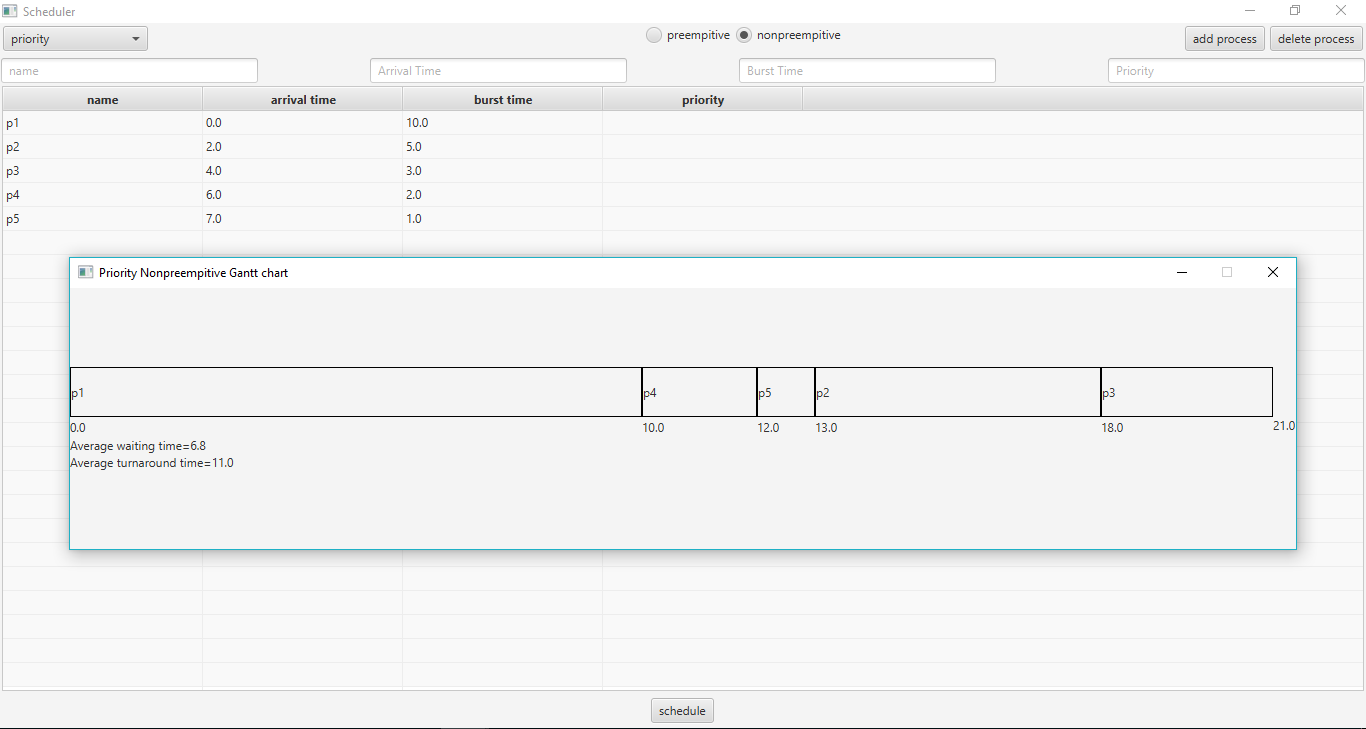 Scheduler
priority preempitive nonpreempitive add process delete process
name Arrival Time Burst Time Priority
name arrival time burst time priority
p1 0.0 10.0
p2 2.0 5.0
p3 4.0 3.0
p4 6.0 2.0
p5 7.0 1.0
Priority Nonpreempitive Gantt chart
p1 p4 p5 p2 p3
0.0 10.0 12.0 13.0 18.0 21.0
Average waiting time=6.8
Average turnaround time=11.0
schedule